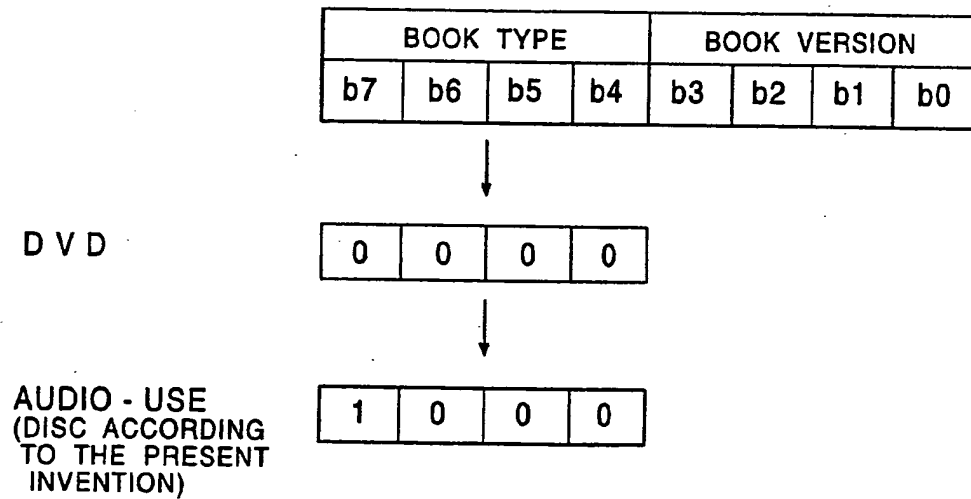 BOOK TYPE BOOK VERSION
b7 b6 b5 b4 b3 b2 b1 b0
D V D 0 0 0 0
AUDIO - USE
(DISC ACCORDING
TO THE PRESENT
INVENTION)
1 0 0 0